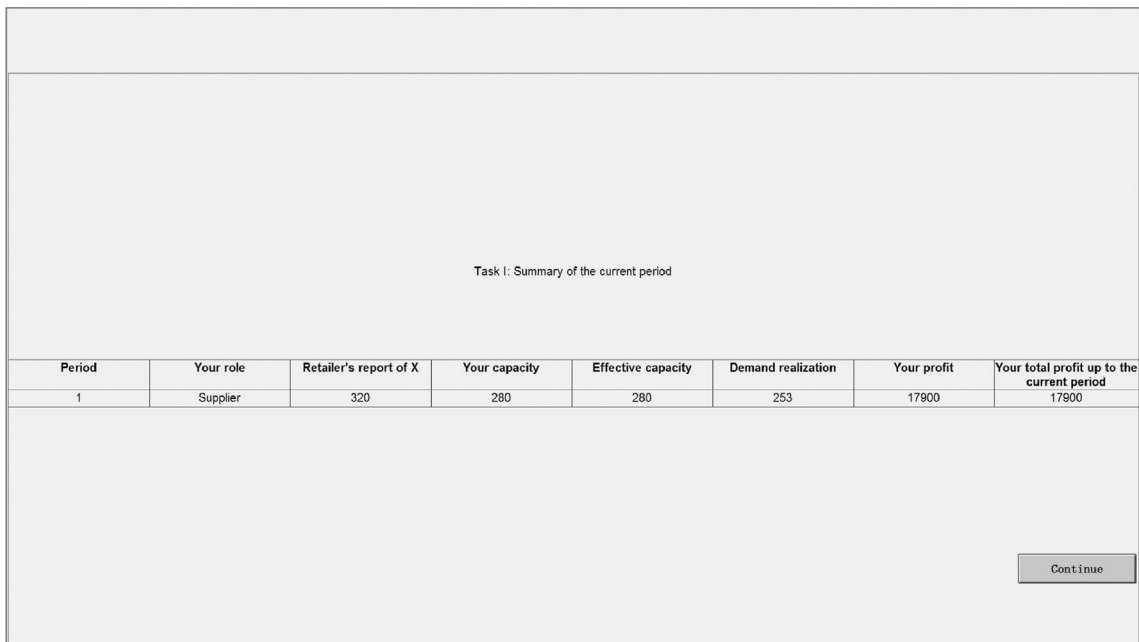 Task I: Summary of the current period
Period Your role Retailer's report of X Your capacity Effective capacity Demand realization Your profit Your total profit up to the current period
1 Supplier 320 280 280 253 17900 17900
Continue